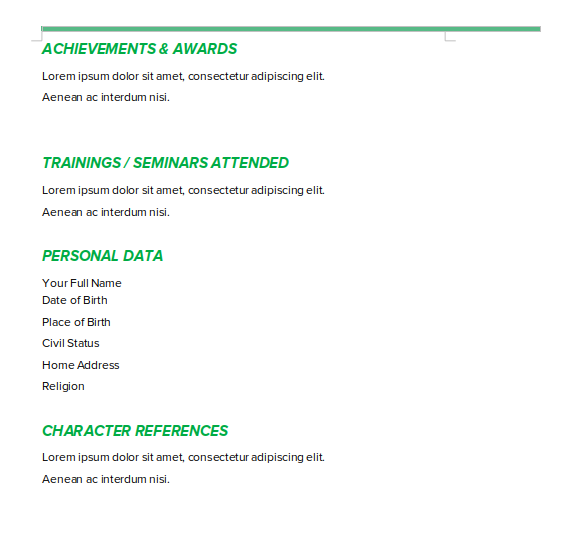 ACHIEVEMENTS & AWARDS
Lorem ipsum dolor sit amet, consectetur adipiscing elit.
Aenean ac interdum nisi.
TRAININGS / SEMINARS ATTENDED
Lorem ipsum dolor sit amet, consectetur adipiscing elit.
Aenean ac interdum nisi.
PERSONAL DATA
Your Full Name
Date of Birth
Place of Birth
Civil Status
Home Address
Religion
CHARACTER REFERENCES
Lorem ipsum dolor sit amet, consectetur adipiscing elit.
Aenean ac interdum nisi.